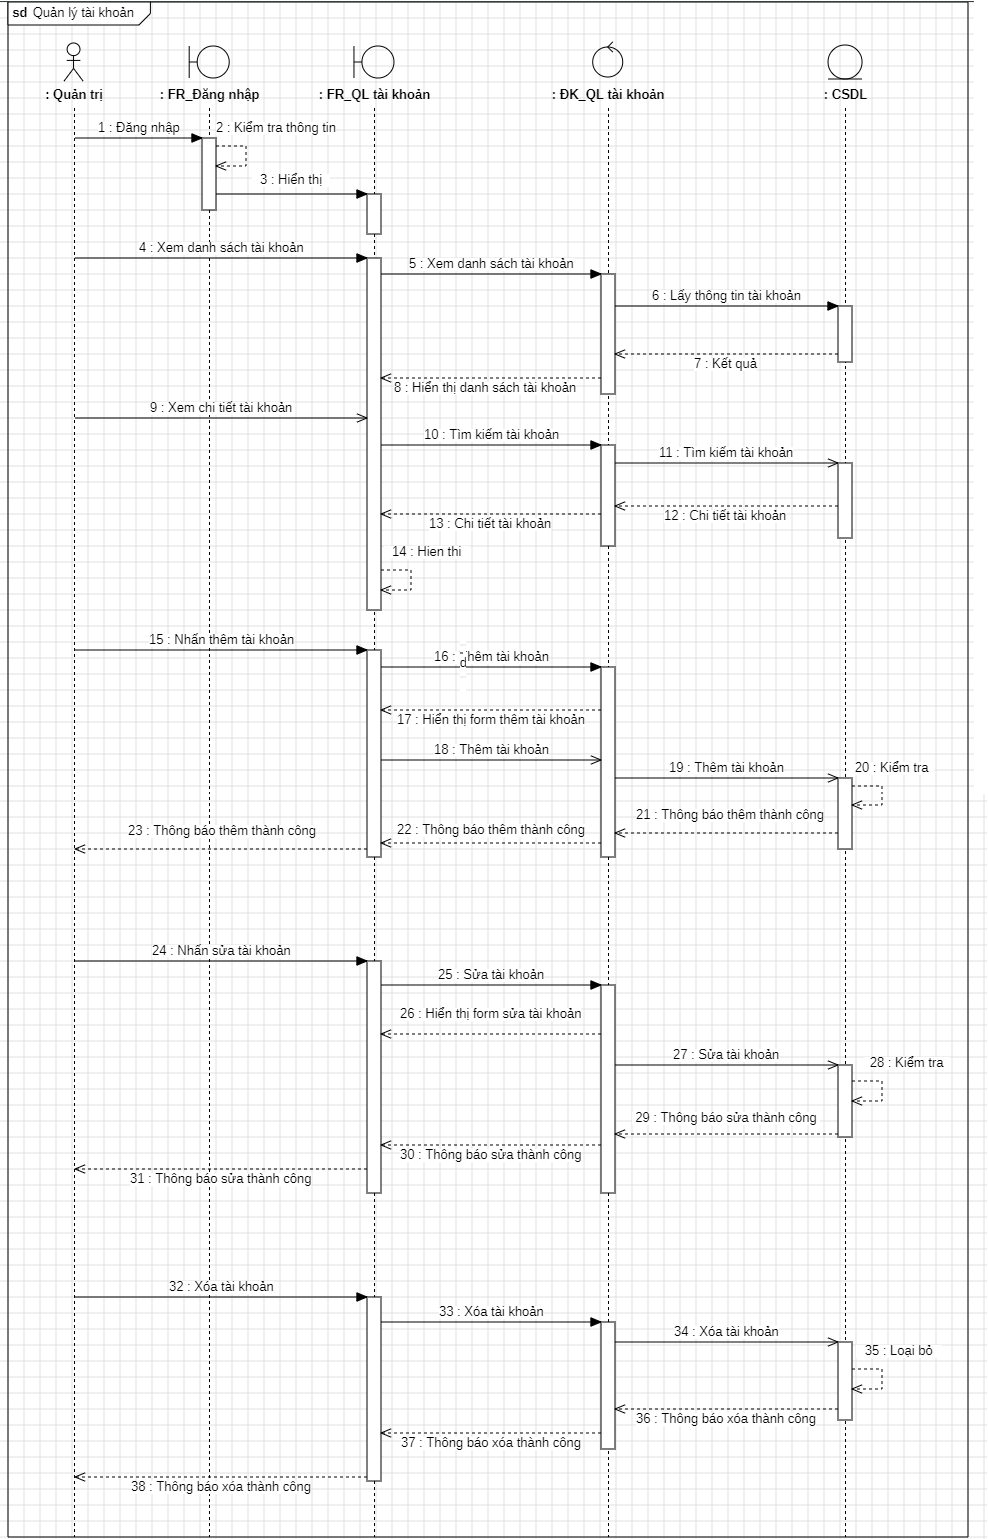 sd Quản lý tài khoản
: Quản trị
: FR_Đăng nhập
: FR_QL tài khoản
: ĐK_QL tài khoản
: CSDL
1 : Đăng nhập
2 : Kiểm tra thông tin
3 : Hiển thị
4 : Xem danh sách tài khoản
5 : Xem danh sách tài khoản
6 : Lấy thông tin tài khoản
7 : Kết quả
8 : Hiển thị danh sách tài khoản
9 : Xem chi tiết tài khoản
10 : Tìm kiếm tài khoản
11 : Tìm kiếm tài khoản
12 : Chi tiết tài khoản
13 : Chi tiết tài khoản
14 : Hien thi
15 : Nhấn thêm tài khoản
16 : Thêm tài khoản
d
17 : Hiển thị form thêm tài khoản
18 : Thêm tài khoản
19 : Thêm tài khoản
20 : Kiểm tra
21 : Thông báo thêm thành công
22 : Thông báo thêm thành công
23 : Thông báo thêm thành công
24 : Nhấn sửa tài khoản
25 : Sửa tài khoản
26 : Hiển thị form sửa tài khoản
27 : Sửa tài khoản
28 : Kiểm tra
29 : Thông báo sửa thành công
30 : Thông báo sửa thành công
31 : Thông báo sửa thành công
32 : Xóa tài khoản
33 : Xóa tài khoản
34 : Xóa tài khoản
35 : Loại bỏ
36 : Thông báo xóa thành công
37 : Thông báo xóa thành công
38 : Thông báo xóa thành công